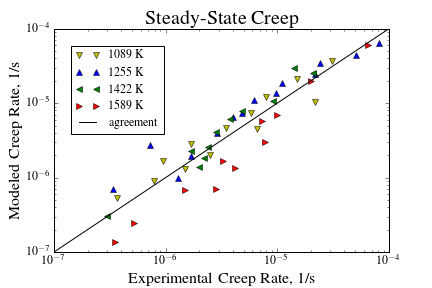 Steady-State Creep
Modeled Creep Rate, 1/s
10⁻⁴
10⁻⁵
10⁻⁶
10⁻⁷
1089 K
1255 K
1422 K
1589 K
agreement
10⁻⁷ 10⁻⁶ 10⁻⁵ 10⁻⁴
Experimental Creep Rate, 1/s